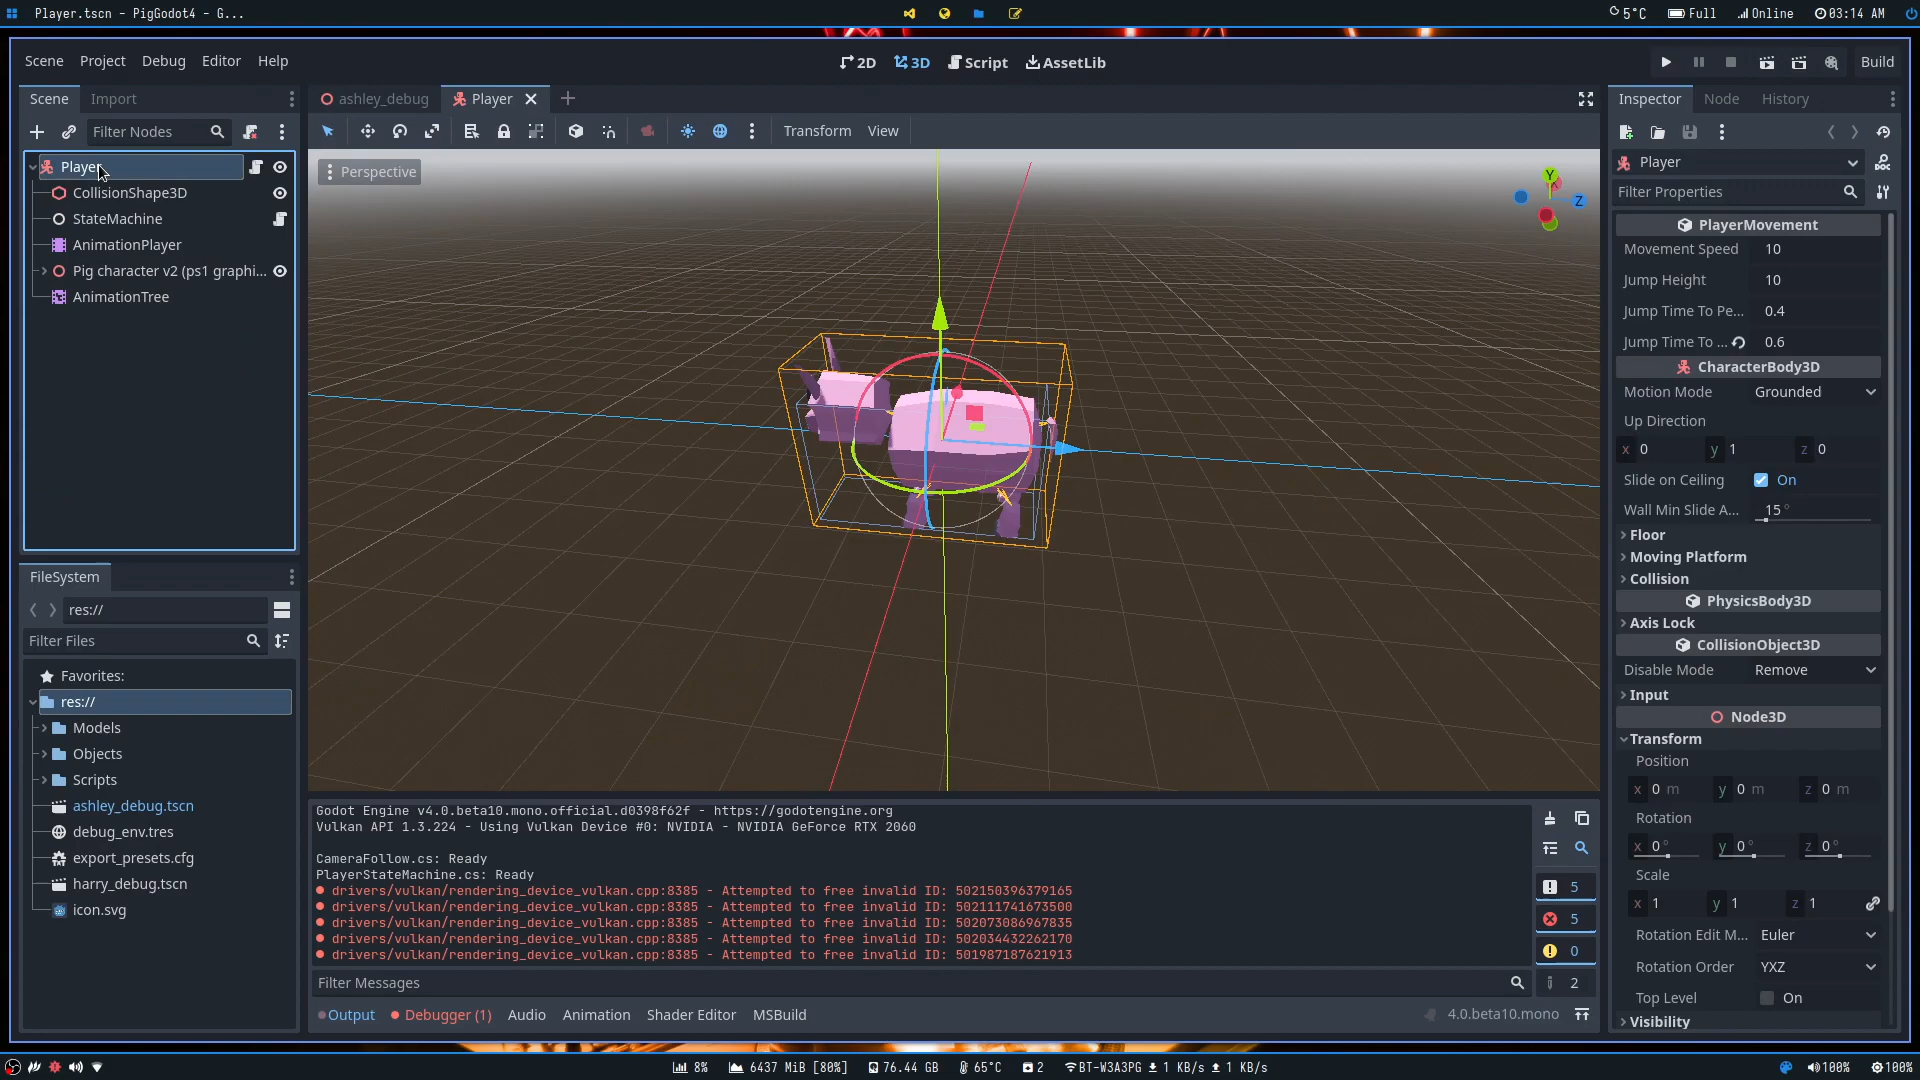 Player.tscn - PigGodot4 - G...
5°C
Full
Online
03:14 AM
Scene
Project
Debug
Editor
Help
2D
3D
Script
AssetLib
Build
Scene
Import
ashley_debug
Player
Inspector
Node
History
Filter Nodes
Transform
View
Player
CollisionShape3D
StateMachine
AnimationPlayer
Pig character v2 (ps1 graphi...
AnimationTree
Perspective
Y
X
Z
FileSystem
res://
Filter Files
Favorites:
res://
Models
Objects
Scripts
ashley_debug.tscn
debug_env.tres
export_presets.cfg
harry_debug.tscn
icon.svg
Godot Engine v4.0.beta10.mono.official.d0398f62f - https://godotengine.org
Vulkan API 1.3.224 - Using Vulkan Device #0: NVIDIA - NVIDIA GeForce RTX 2060
CameraFollow.cs: Ready
PlayerStateMachine.cs: Ready
drivers/vulkan/rendering_device_vulkan.cpp:8385 - Attempted to free invalid ID: 502150396379165
drivers/vulkan/rendering_device_vulkan.cpp:8385 - Attempted to free invalid ID: 502111741673500
drivers/vulkan/rendering_device_vulkan.cpp:8385 - Attempted to free invalid ID: 502073086967835
drivers/vulkan/rendering_device_vulkan.cpp:8385 - Attempted to free invalid ID: 502034432262170
drivers/vulkan/rendering_device_vulkan.cpp:8385 - Attempted to free invalid ID: 501987187621913
5
5
0
2
Filter Messages
Output
Debugger (1)
Audio
Animation
Shader Editor
MSBuild
4.0.beta10.mono
Player
Filter Properties
PlayerMovement
Movement Speed 10
Jump Height 10
Jump Time To Pe... 0.4
Jump Time To ... 0.6
CharacterBody3D
Motion Mode Grounded
Up Direction
x 0 y 1 z 0
Slide on Ceiling On
Wall Min Slide A... 15 °
Floor
Moving Platform
Collision
PhysicsBody3D
Axis Lock
CollisionObject3D
Disable Mode Remove
Input
Node3D
Transform
Position
x 0 m y 0 m z 0 m
Rotation
x 0 ° y 0 ° z 0 °
Scale
x 1 y 1 z 1
Rotation Edit M... Euler
Rotation Order YXZ
Top Level On
Visibility
8%
6437 MiB [80%]
76.44 GB
65°C
2
BT-W3A3PG 1 KB/s 1 KB/s
100%
100%